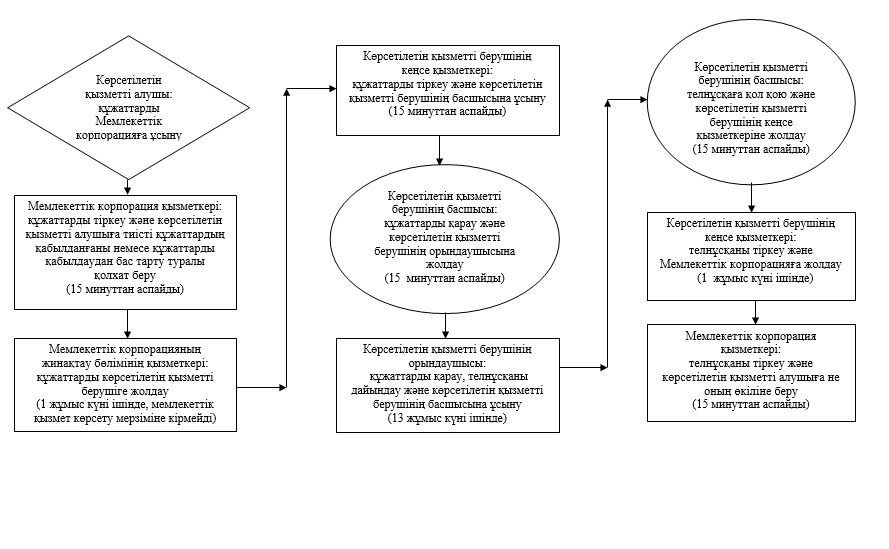 Көрсетілетін
қызметті алушы:
құжаттарды
Мемлекеттік
корпорацияға ұсыну
Мемлекеттік корпорация қызметкері:
құжаттарды тіркеу және көрсетілетін
қызметті алушыға тиісті құжаттардың
қабылданғаны немесе құжаттарды
қабылдаудан бас тарту туралы
қолхат беру
(15 минуттан аспайды)
Мемлекеттік корпорацияның
жинақтау бөлімінің қызметкері:
құжаттарды көрсетілетін қызметті
берушіге жолдау
(1 жұмыс күні ішінде, мемлекеттік
қызмет көрсету мерзіміне кірмейді)
Көрсетілетін қызметті берушінің
кеңсе қызметкері:
құжаттарды тіркеу және көрсетілетін
қызметті берушінің басшысына ұсыну
(15 минуттан аспайды)
Көрсетілетін қызметті
берушінің басшысы:
құжаттарды қарау және
көрсетілетін қызметті
берушінің орындаушысына
жолдау
(15 минуттан аспайды)
Көрсетілетін қызметті берушінің
орындаушысы:
құжаттарды қарау, телнұсқаны
дайындау және көрсетілетін қызметті
берушінің басшысына ұсыну
(13 жұмыс күні ішінде)
Көрсетілетін қызметті
берушінің басшысы:
телнұсқаға қол қою және
көрсетілетін қызметті
берушінің кеңсе
қызметкеріне жолдау
(15 минуттан аспайды)
Көрсетілетін қызметті берушінің
кеңсе қызметкері:
телнұсқаны тіркеу және
Мемлекеттік корпорацияға жолдау
(1 жұмыс күні ішінде)
Мемлекеттік корпорация
қызметкері:
телнұсқаны тіркеу және
көрсетілетін қызметті алушыға не
оның өкіліне беру
(15 минуттан аспайды)